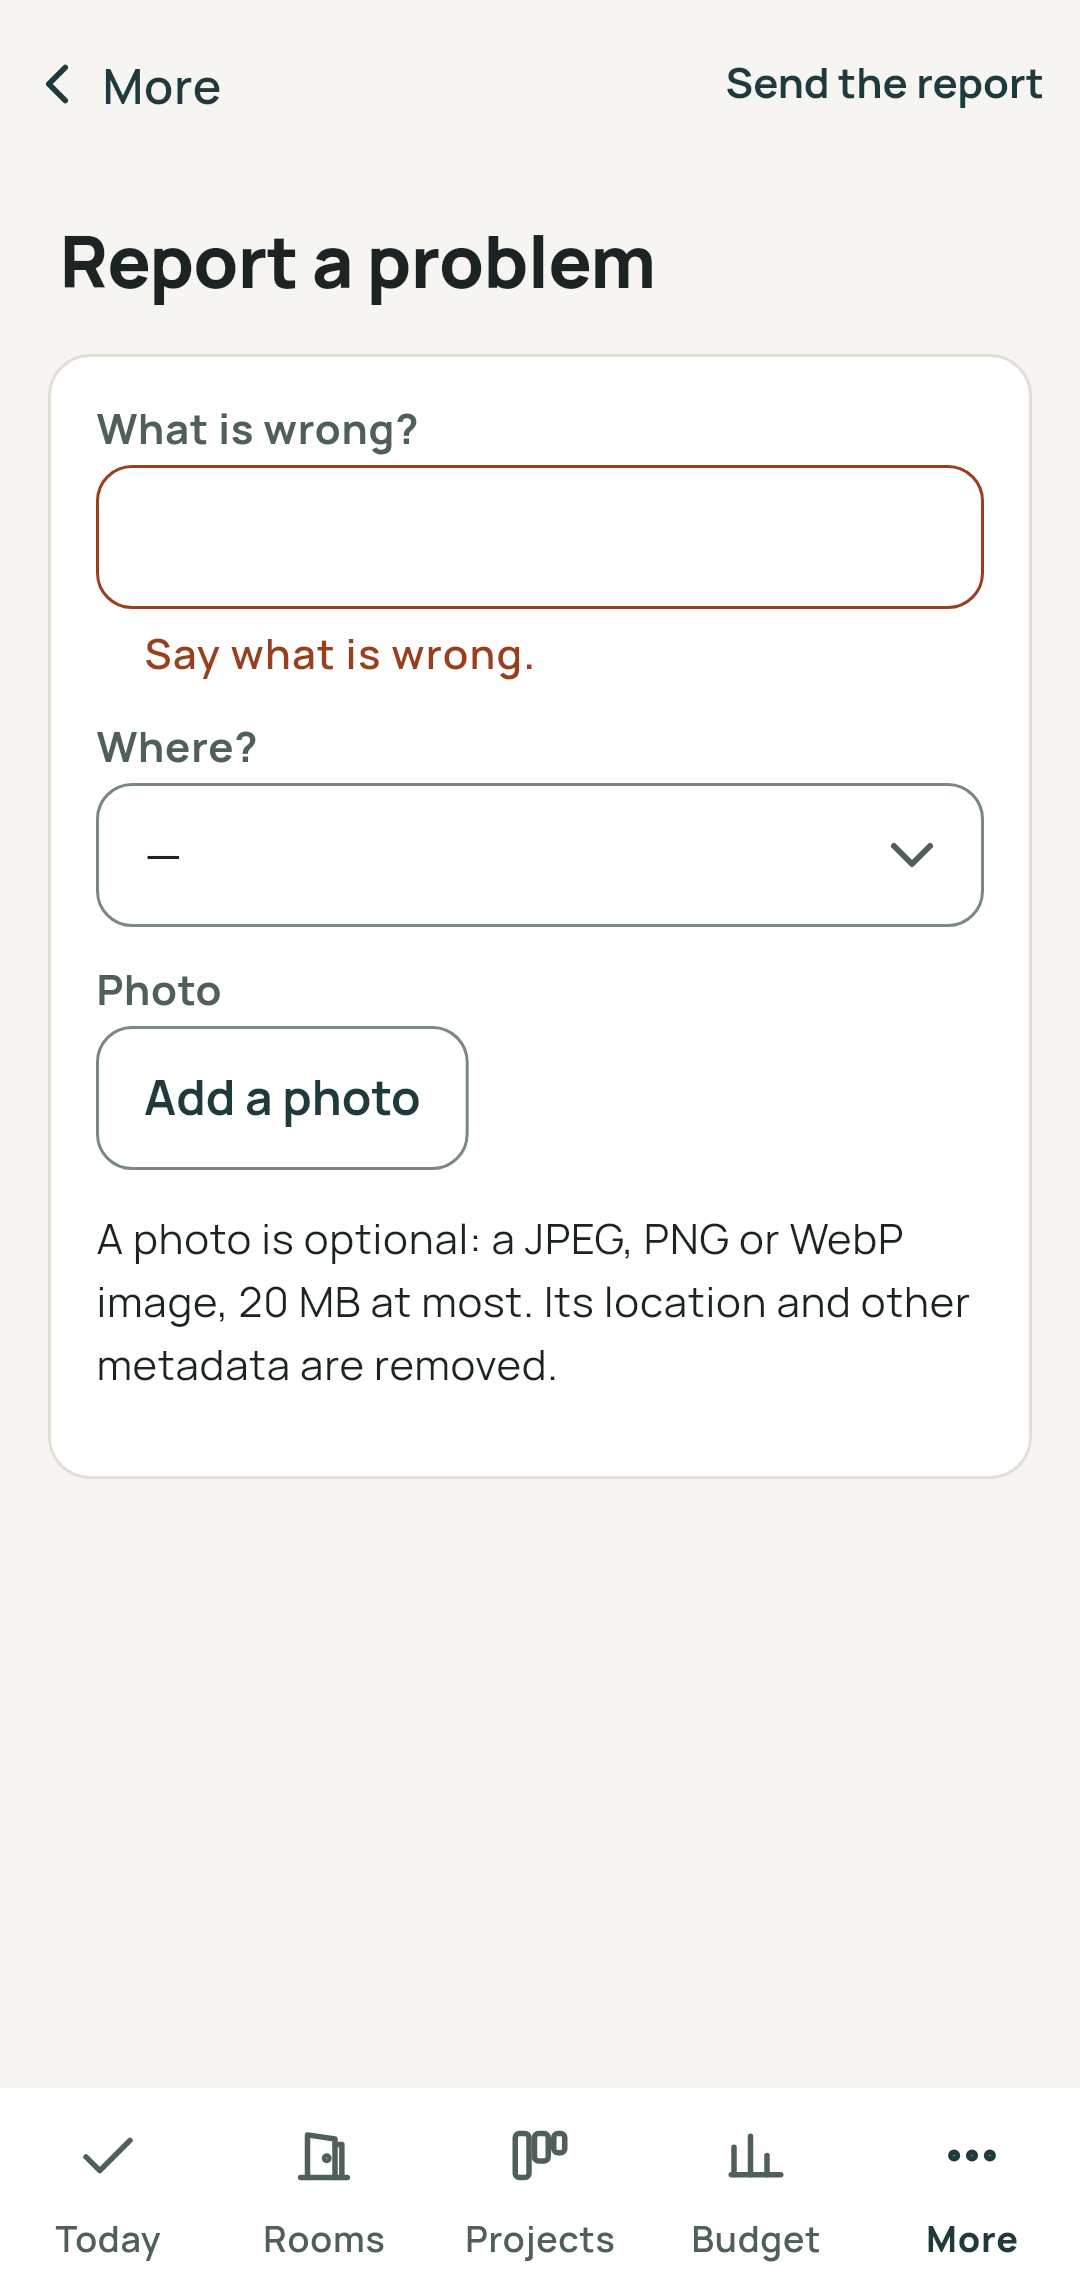 More
Send the report
Report a problem
What is wrong?
Say what is wrong.
Where?
—
Photo
Add a photo
A photo is optional: a JPEG, PNG or WebP
image, 20 MB at most. Its location and other
metadata are removed.
Today
Rooms
Projects
Budget
More